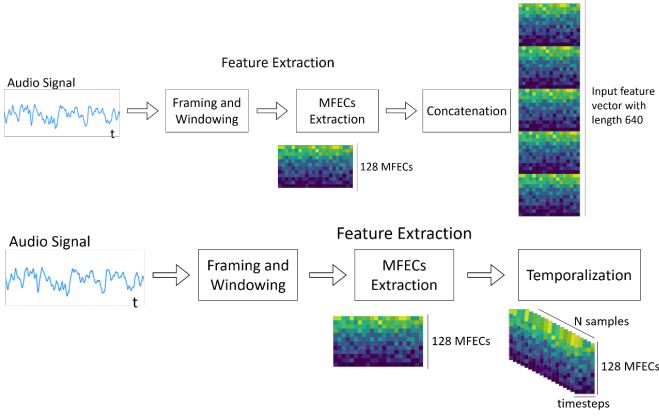 Feature Extraction
Audio Signal
t
Framing and
Windowing
MFECs
Extraction
Concatenation
128 MFECs
Input feature
vector with
length 640
Feature Extraction
Audio Signal
t
Framing and
Windowing
MFECs
Extraction
Temporalization
128 MFECs
N samples
128 MFECs
timesteps